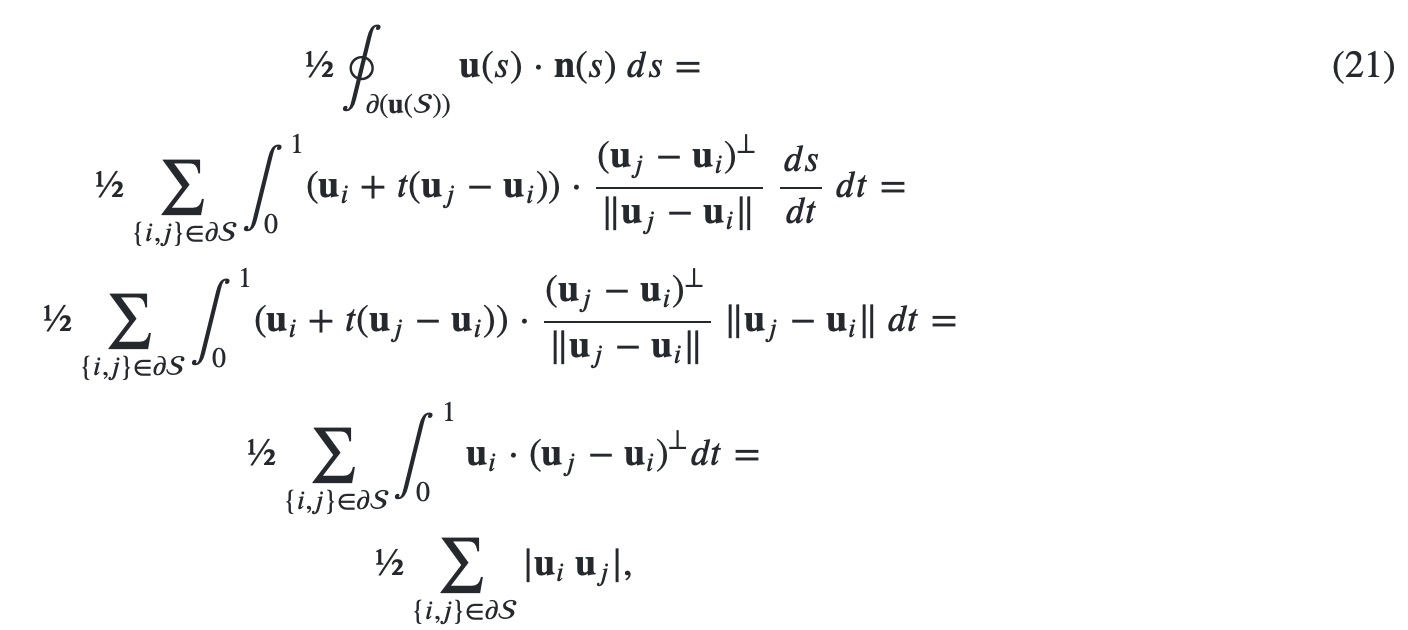 ½ ∮_{∂(𝐮(𝒮))} 𝐮(s) · 𝐧(s) ds = (21)
½ ∑_{{i,j}∈∂𝒮} ∫_0^1 (𝐮_i + t(𝐮_j − 𝐮_i)) · (𝐮_j − 𝐮_i)^⊥ / ‖𝐮_j − 𝐮_i‖ ds/dt dt =
½ ∑_{{i,j}∈∂𝒮} ∫_0^1 (𝐮_i + t(𝐮_j − 𝐮_i)) · (𝐮_j − 𝐮_i)^⊥ / ‖𝐮_j − 𝐮_i‖ ‖𝐮_j − 𝐮_i‖ dt =
½ ∑_{{i,j}∈∂𝒮} ∫_0^1 𝐮_i · (𝐮_j − 𝐮_i)^⊥ dt =
½ ∑_{{i,j}∈∂𝒮} |𝐮_i 𝐮_j|,